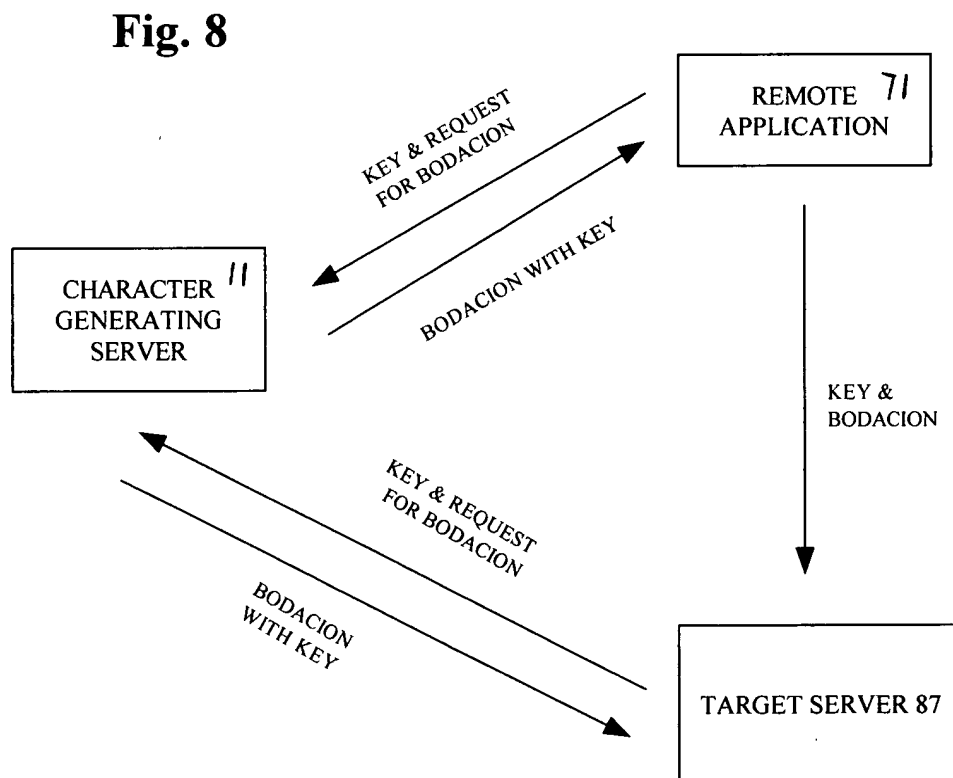 Fig. 8
REMOTE 71
APPLICATION
KEY & REQUEST
FOR BODACION
BODACION WITH KEY
CHARACTER 11
GENERATING
SERVER
KEY &
BODACION
KEY & REQUEST
FOR BODACION
BODACION
WITH KEY
TARGET SERVER 87